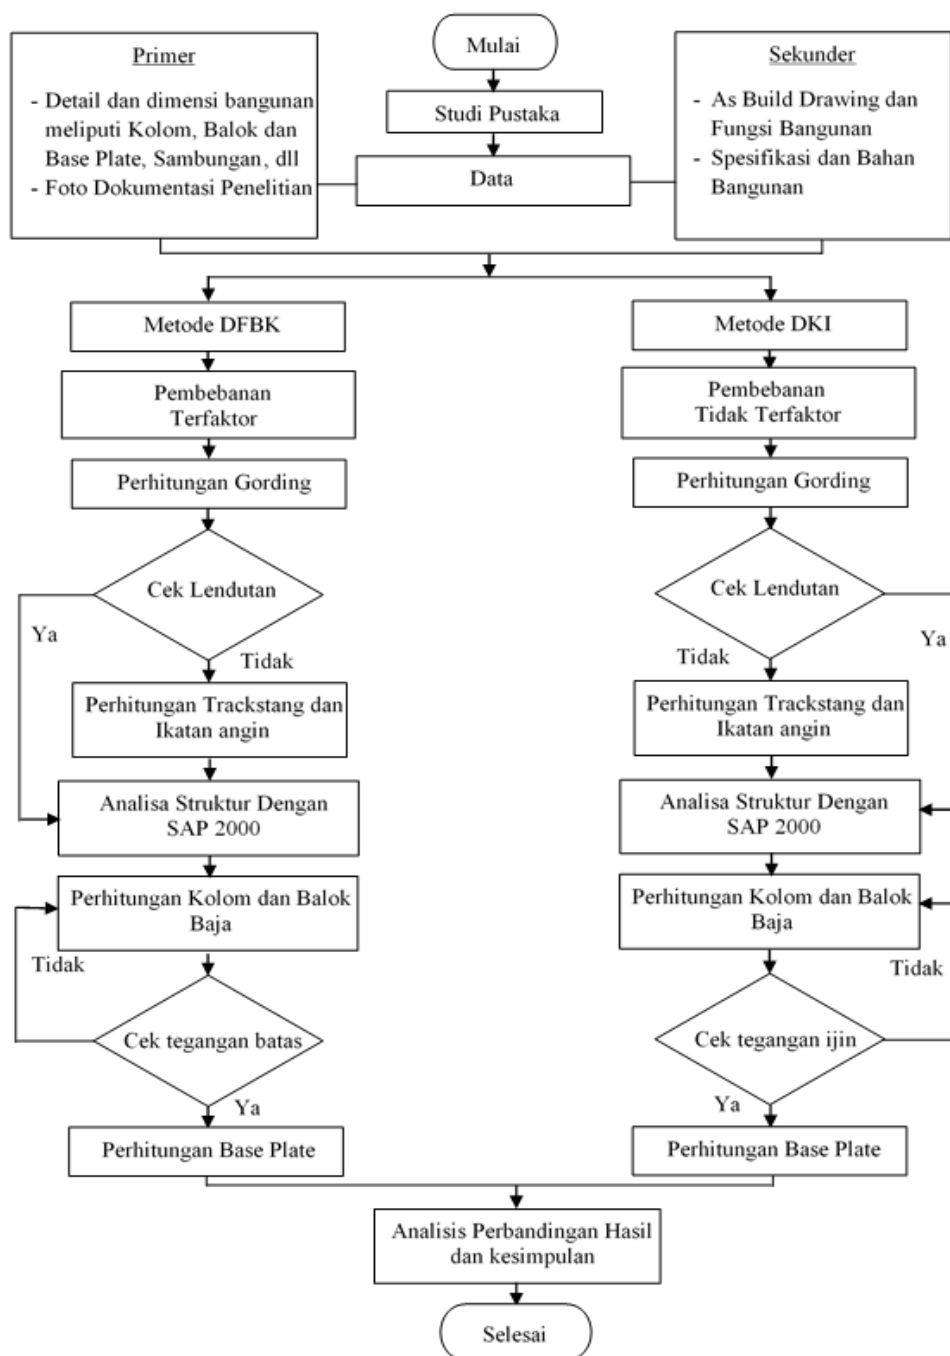 Mulai
Primer
- Detail dan dimensi bangunan
meliputi Kolom, Balok dan
Base Plate, Sambungan, dll
- Foto Dokumentasi Penelitian
Studi Pustaka
Data
Sekunder
- As Build Drawing dan
Fungsi Bangunan
- Spesifikasi dan Bahan
Bangunan
Metode DFBK
Pembebanan
Terfaktor
Perhitungan Gording
Cek Lendutan
Ya
Tidak
Perhitungan Trackstang dan
Ikatan angin
Analisa Struktur Dengan
SAP 2000
Perhitungan Kolom dan Balok
Baja
Tidak
Cek tegangan batas
Ya
Perhitungan Base Plate
Metode DKI
Pembebanan
Tidak Terfaktor
Perhitungan Gording
Cek Lendutan
Ya
Tidak
Perhitungan Trackstang dan
Ikatan angin
Analisa Struktur Dengan
SAP 2000
Perhitungan Kolom dan Balok
Baja
Tidak
Cek tegangan ijin
Ya
Perhitungan Base Plate
Analisis Perbandingan Hasil
dan kesimpulan
Selesai